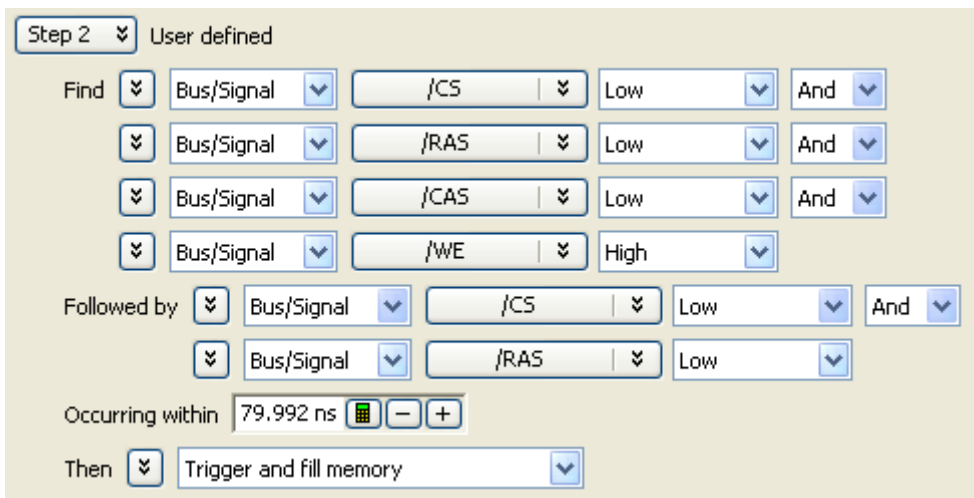 Step 2 User defined
Find Bus/Signal /CS Low And
Bus/Signal /RAS Low And
Bus/Signal /CAS Low And
Bus/Signal /WE High
Followed by Bus/Signal /CS Low And
Bus/Signal /RAS Low
Occurring within 79.992 ns - +
Then Trigger and fill memory